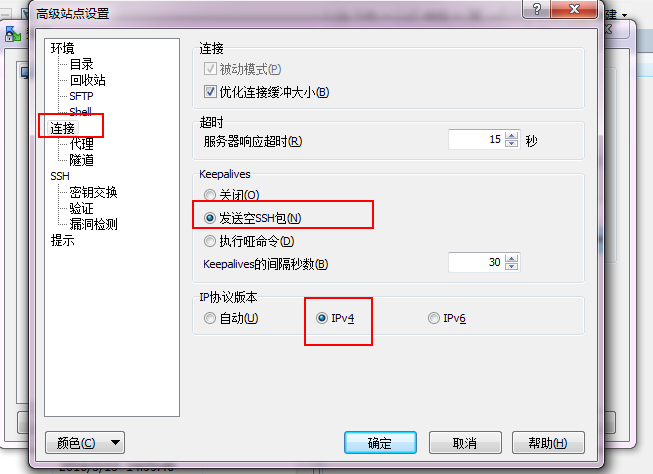 高级站点设置
建
环境
目录
回收站
SFTP
Shell
连接
代理
隧道
SSH
密钥交换
验证
漏洞检测
提示
连接
被动模式(P)
优化连接缓冲大小(B)
超时
服务器响应超时(R)
15
秒
Keepalives
关闭(O)
发送空SSH包(N)
执行哑命令(D)
Keepalives的间隔秒数(B)
30
IP协议版本
自动(U)
IPv4
IPv6
颜色(C)
确定
取消
帮助(H)